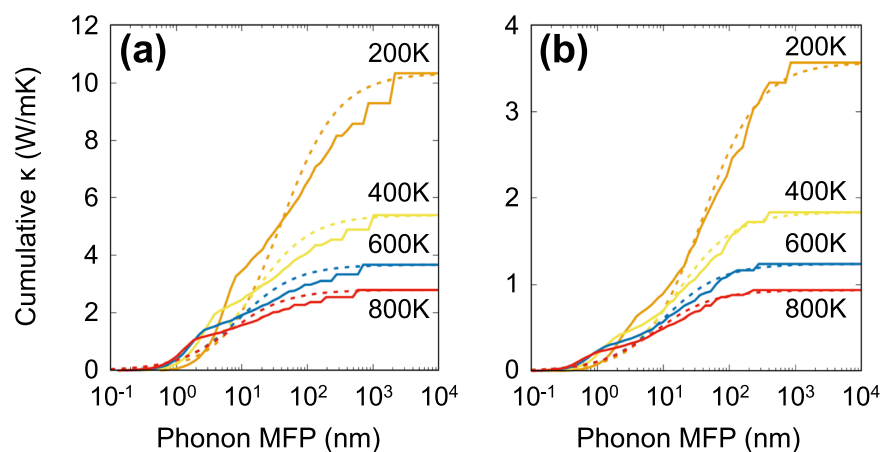 (a)
12
10
8
6
4
2
0
Cumulative κ (W/mK)
200K
400K
600K
800K
10-1 100 101 102 103 104
Phonon MFP (nm)
(b)
4
3
2
1
0
200K
400K
600K
800K
10-1 100 101 102 103 104
Phonon MFP (nm)